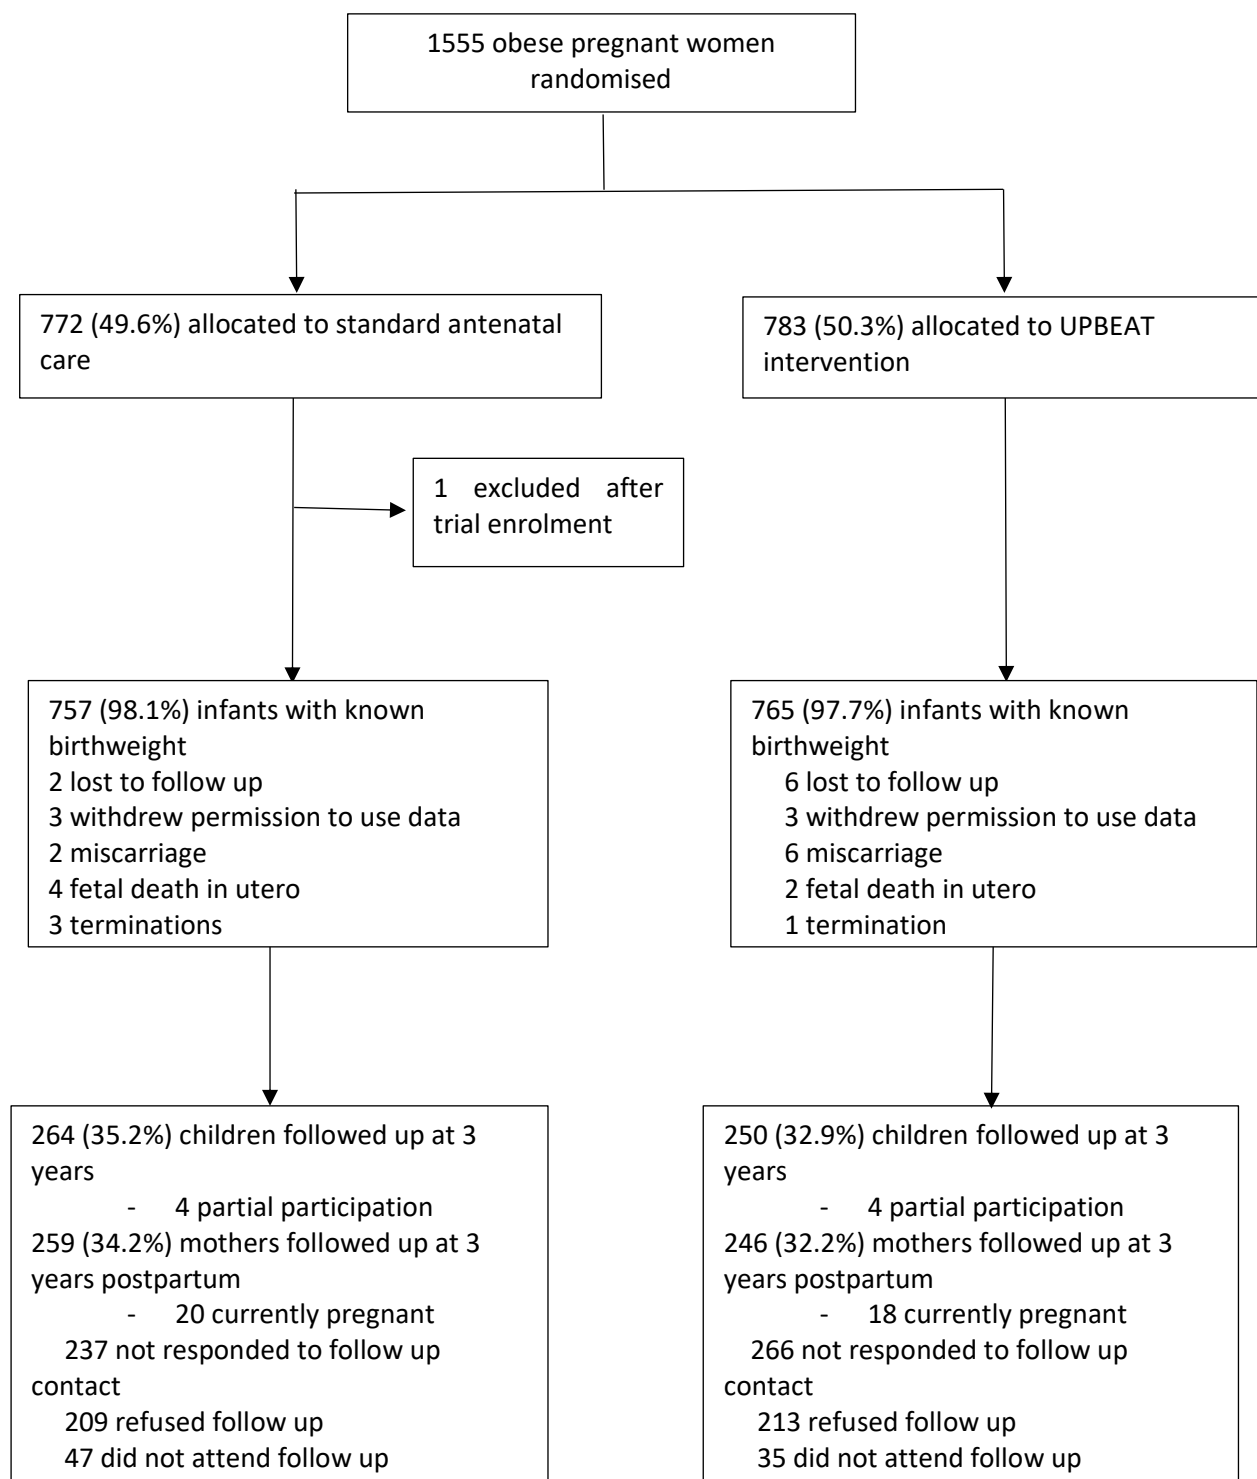 1555 obese pregnant women
randomised
772 (49.6%) allocated to standard antenatal
care
783 (50.3%) allocated to UPBEAT
intervention
1 excluded after
trial enrolment
757 (98.1%) infants with known
birthweight
2 lost to follow up
3 withdrew permission to use data
2 miscarriage
4 fetal death in utero
3 terminations
765 (97.7%) infants with known
birthweight
6 lost to follow up
3 withdrew permission to use data
6 miscarriage
2 fetal death in utero
1 termination
264 (35.2%) children followed up at 3
years
- 4 partial participation
259 (34.2%) mothers followed up at 3
years postpartum
- 20 currently pregnant
237 not responded to follow up
contact
209 refused follow up
47 did not attend follow up
250 (32.9%) children followed up at 3
years
- 4 partial participation
246 (32.2%) mothers followed up at 3
years postpartum
- 18 currently pregnant
266 not responded to follow up
contact
213 refused follow up
35 did not attend follow up